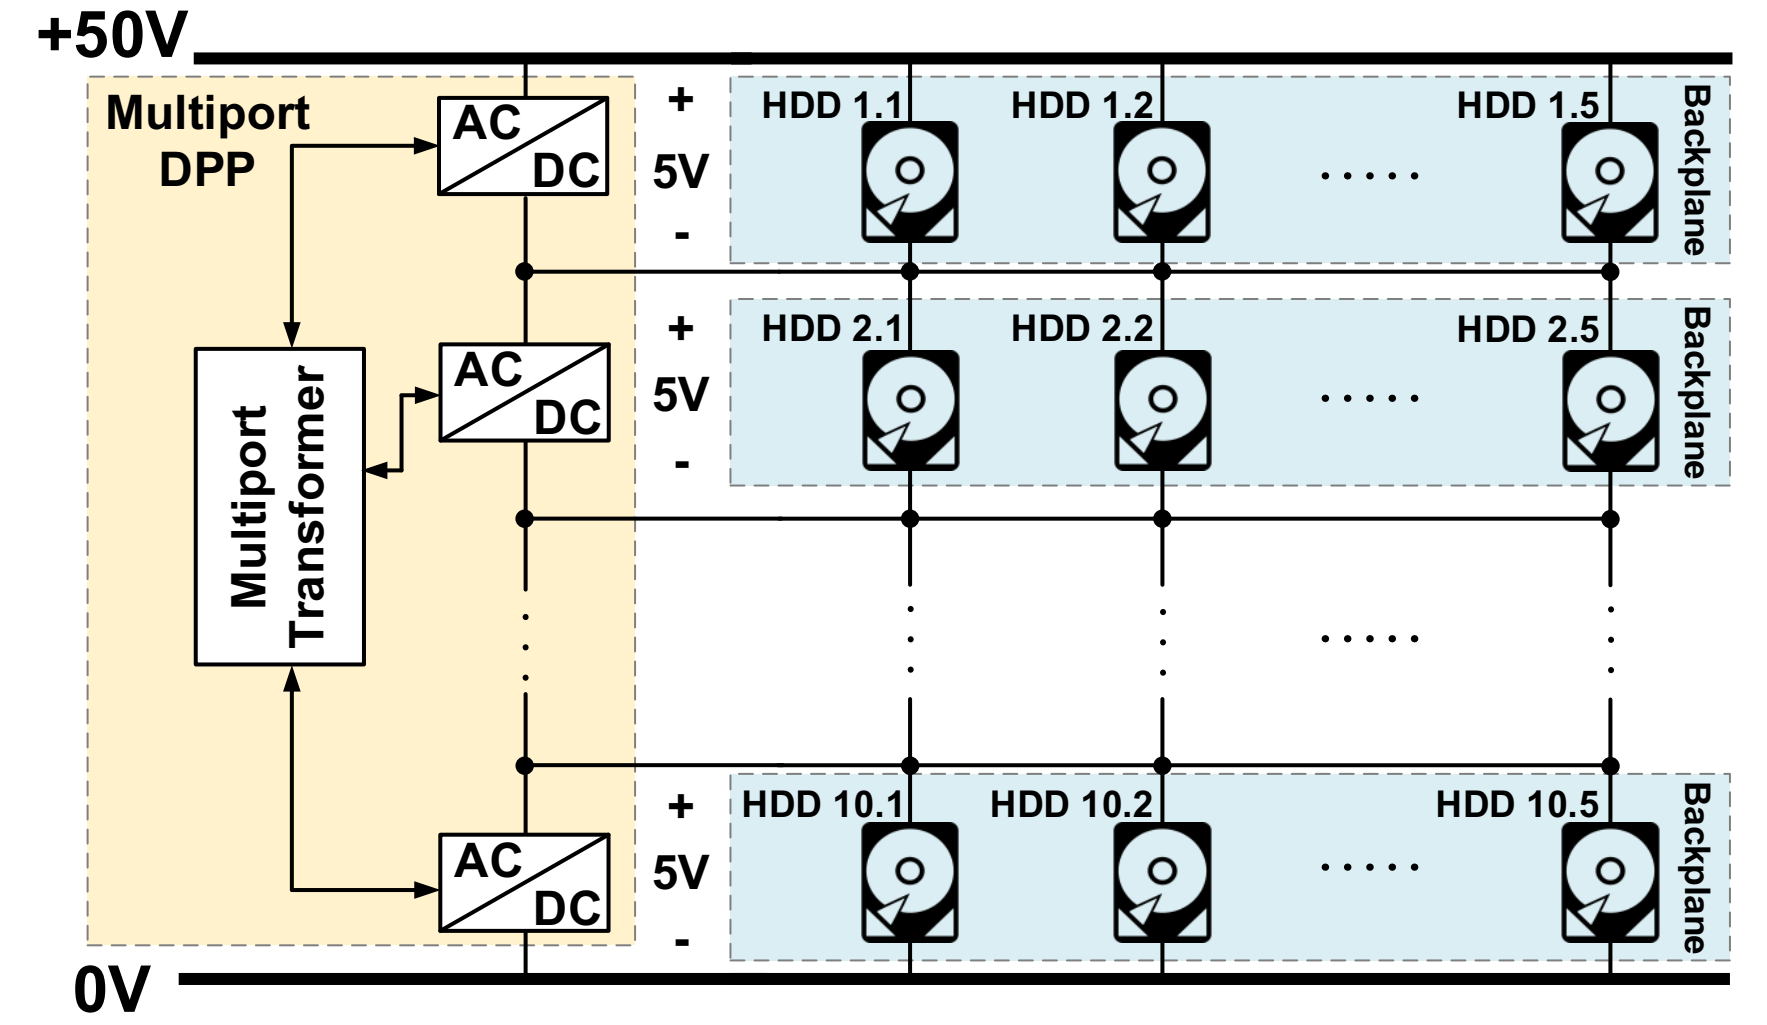 +50V
Multiport
DPP
AC
DC
+
5V
-
HDD 1.1
HDD 1.2
HDD 1.5
Backplane
AC
DC
+
5V
-
HDD 2.1
HDD 2.2
HDD 2.5
Backplane
Multiport
Transformer
AC
DC
+
5V
-
HDD 10.1
HDD 10.2
HDD 10.5
Backplane
0V